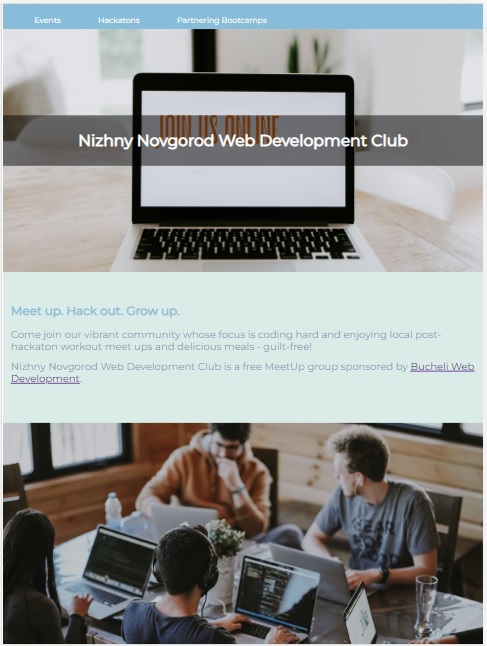 Events Hackatons Partnering Bootcamps
JOIN US ONLINE
Nizhny Novgorod Web Development Club
Meet up. Hack out. Grow up.
Come join our vibrant community whose focus is coding hard and enjoying local post-
hackaton workout meet ups and delicious meals - guilt-free!
Nizhny Novgorod Web Development Club is a free MeetUp group sponsored by Bucheli Web
Development.